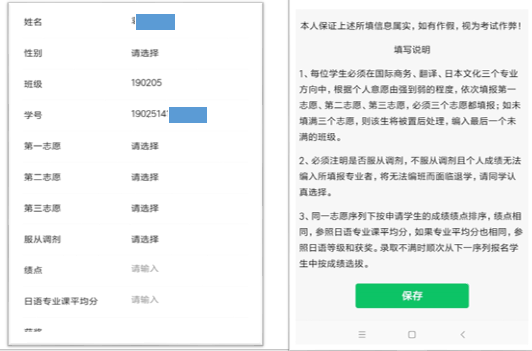 姓名
性别 请选择
班级 190205
学号 19025141
第一志愿 请选择
第二志愿 请选择
第三志愿 请选择
服从调剂 请选择
绩点 请输入
日语专业课平均分 请输入
本人保证上述所填信息属实，如有作假，视为考试作弊！
填写说明
1、每位学生必须在国际商务、翻译、日本文化三个专业
方向中，根据个人意愿由强到弱的程度，依次填报第一
志愿、第二志愿、第三志愿，必须三个志愿都填报；如未
填满三个志愿，则该生将被置后处理，编入最后一个未
满的班级。
2、必须注明是否服从调剂，不服从调剂且个人成绩无法
编入所填报专业者，将无法编班而面临退学，请同学认
真选择。
3、同一志愿序列下按申请学生的成绩绩点排序，绩点相
同，参照日语专业课平均分，如果专业平均分也相同，参
照日语等级和获奖。录取不满时顺次从下一序列报名学
生中按成绩选拔。
保存